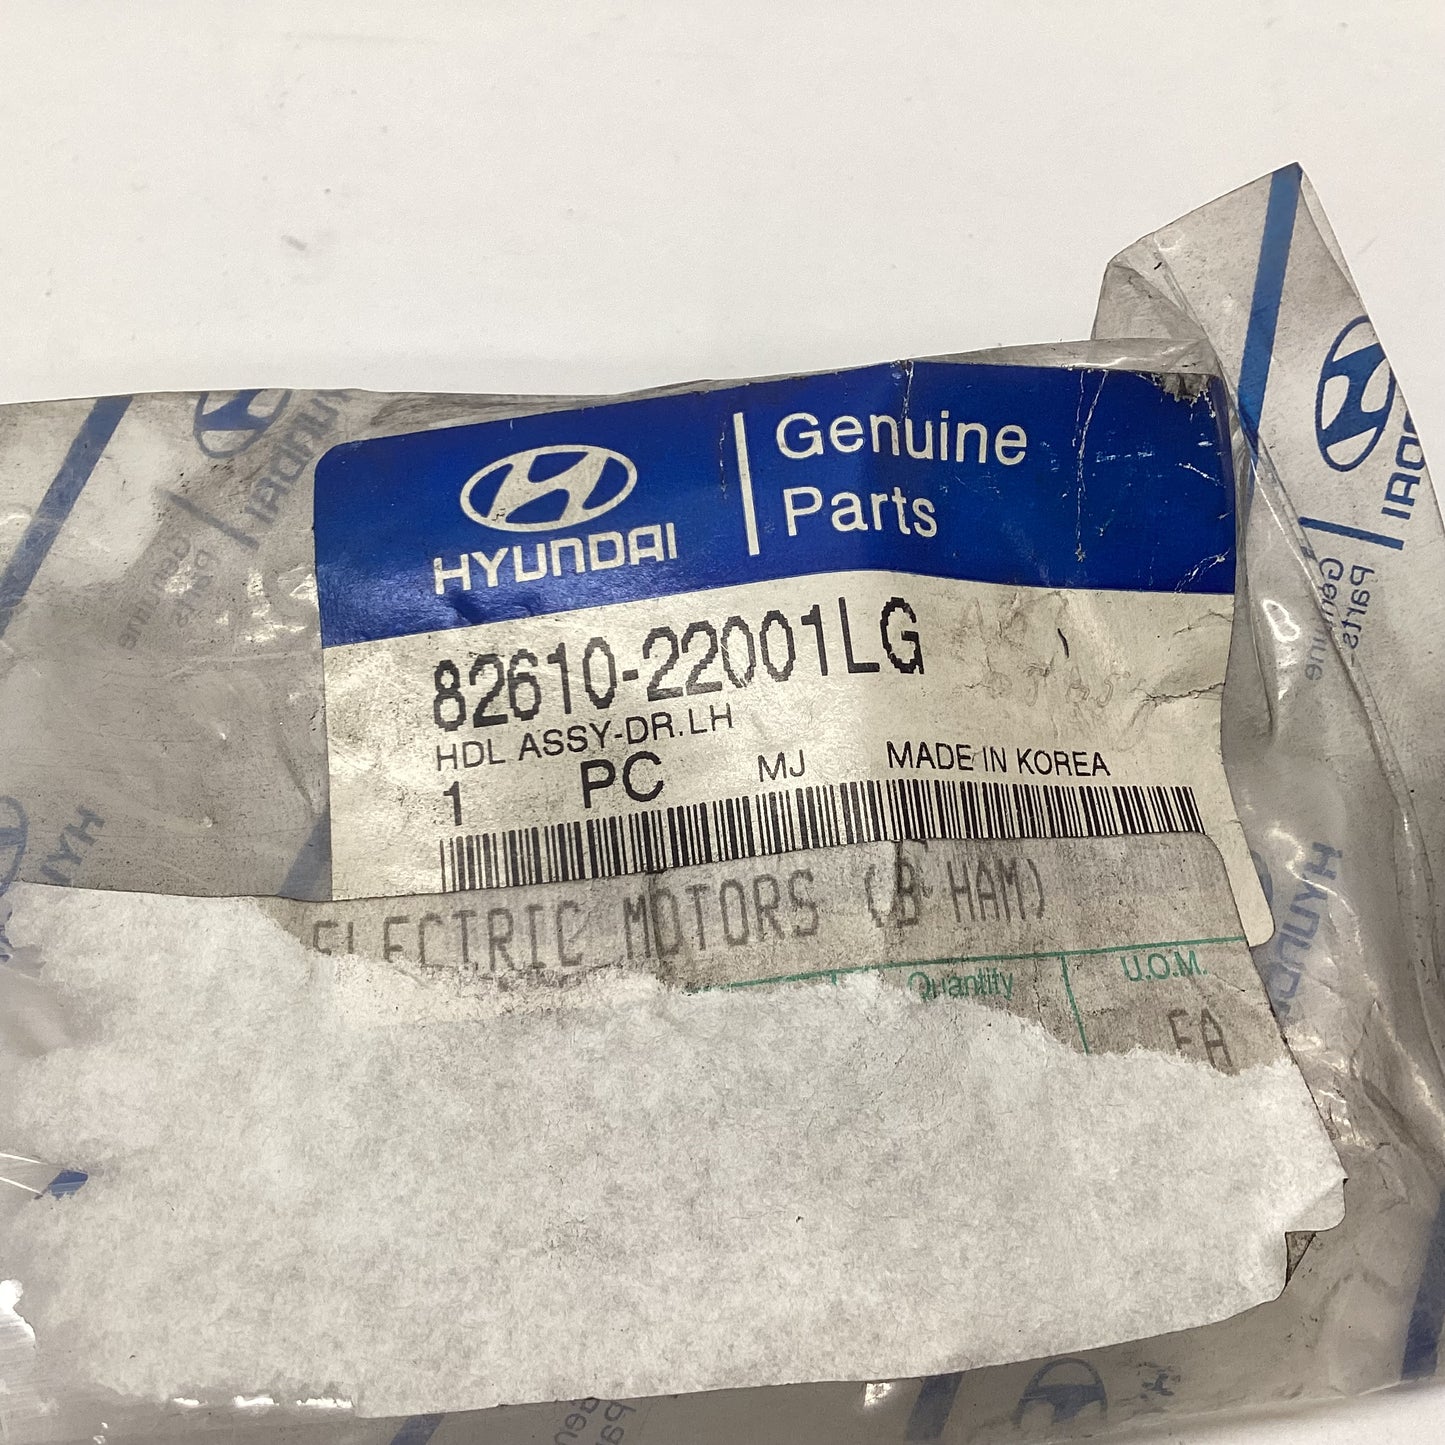 HYUNDAI
Genuine
Parts
82610-22001LG
HDL ASSY-DR.LH
1 PC MJ MADE IN KOREA
ELECTRIC MOTORS (B HAM)
Quantity U.O.M.
EA